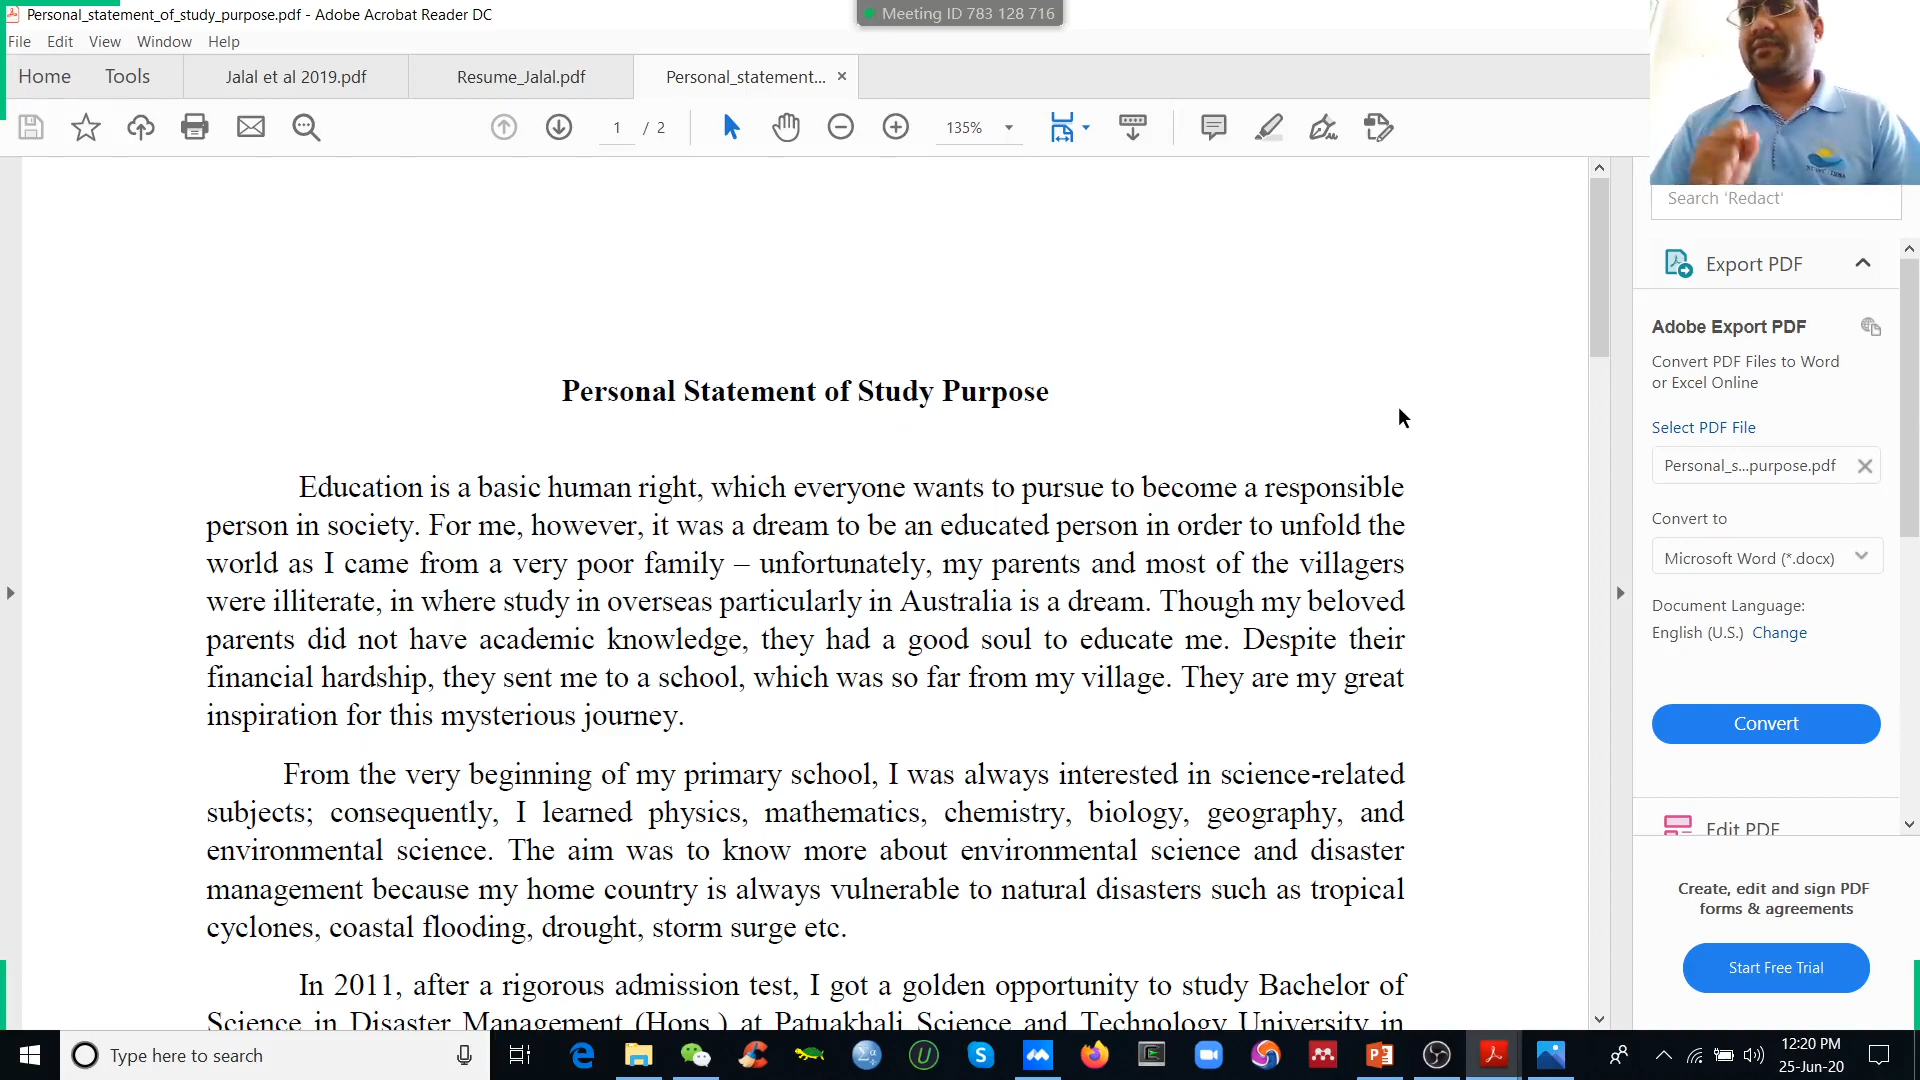 Personal_statement_of_study_purpose.pdf - Adobe Acrobat Reader DC
Meeting ID 783 128 716
File Edit View Window Help
Home Tools Jalal et al 2019.pdf Resume_Jalal.pdf Personal_statement... ×
1 / 2 135%
Search 'Redact'
Export PDF
Adobe Export PDF
Convert PDF Files to Word
or Excel Online
Select PDF File
Personal_s...purpose.pdf
Convert to
Microsoft Word (*.docx)
Document Language:
English (U.S.) Change
Convert
Edit PDF
Create, edit and sign PDF
forms & agreements
Start Free Trial
Personal Statement of Study Purpose
Education is a basic human right, which everyone wants to pursue to become a responsible
person in society. For me, however, it was a dream to be an educated person in order to unfold the
world as I came from a very poor family – unfortunately, my parents and most of the villagers
were illiterate, in where study in overseas particularly in Australia is a dream. Though my beloved
parents did not have academic knowledge, they had a good soul to educate me. Despite their
financial hardship, they sent me to a school, which was so far from my village. They are my great
inspiration for this mysterious journey.
From the very beginning of my primary school, I was always interested in science-related
subjects; consequently, I learned physics, mathematics, chemistry, biology, geography, and
environmental science. The aim was to know more about environmental science and disaster
management because my home country is always vulnerable to natural disasters such as tropical
cyclones, coastal flooding, drought, storm surge etc.
In 2011, after a rigorous admission test, I got a golden opportunity to study Bachelor of
Science in Disaster Management (Hons.) at Patuakhali Science and Technology University in
Type here to search
12:20 PM
25-Jun-20